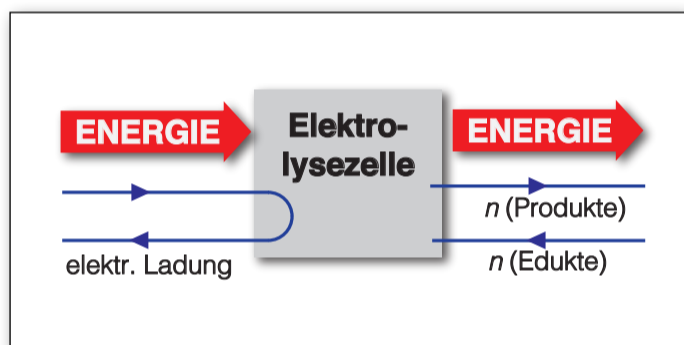 ENERGIE
Elektro-
lysezelle
ENERGIE
n (Produkte)
elektr. Ladung
n (Edukte)